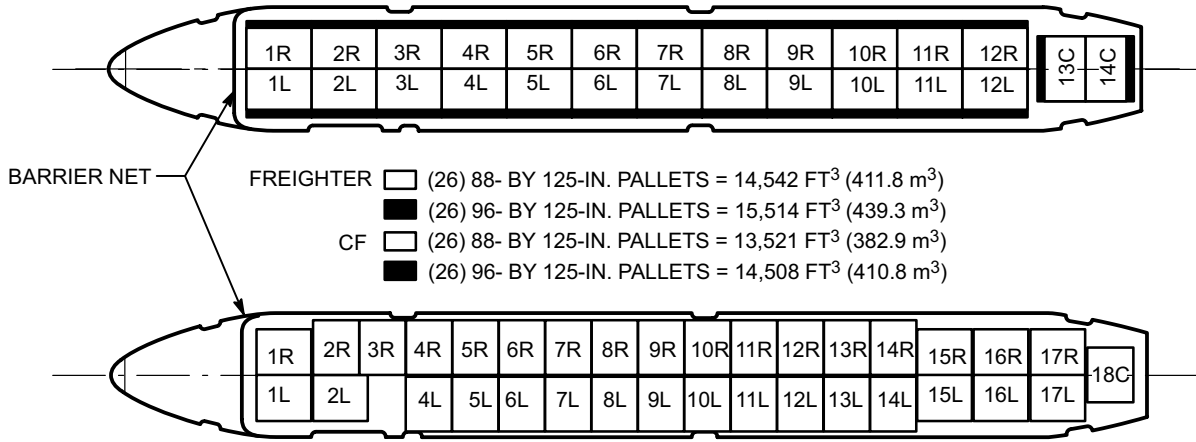 1R 2R 3R 4R 5R 6R 7R 8R 9R 10R 11R 12R
1L 2L 3L 4L 5L 6L 7L 8L 9L 10L 11L 12L
13C 14C
BARRIER NET
FREIGHTER (26) 88- BY 125-IN. PALLETS = 14,542 FT³ (411.8 m³)
(26) 96- BY 125-IN. PALLETS = 15,514 FT³ (439.3 m³)
CF (26) 88- BY 125-IN. PALLETS = 13,521 FT³ (382.9 m³)
(26) 96- BY 125-IN. PALLETS = 14,508 FT³ (410.8 m³)
1R 2R 3R 4R 5R 6R 7R 8R 9R 10R 11R 12R 13R 14R 15R 16R 17R
18C
1L 2L 4L 5L 6L 7L 8L 9L 10L 11L 12L 13L 14L 15L 16L 17L